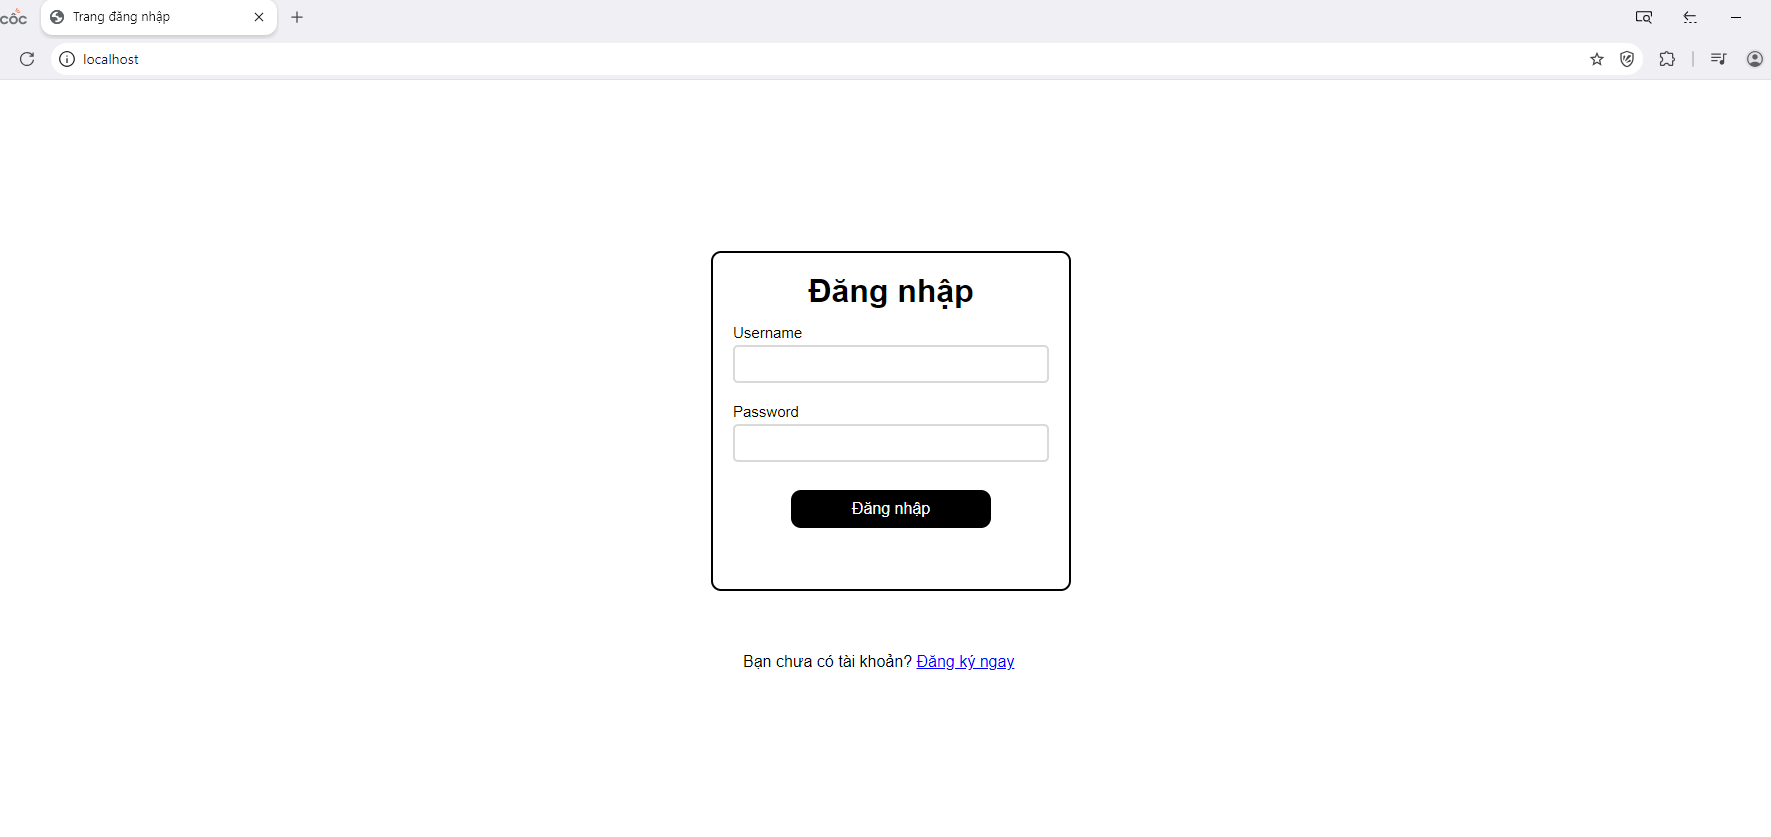 cốc
Trang đăng nhập
localhost
Đăng nhập
Username
Password
Đăng nhập
Bạn chưa có tài khoản? Đăng ký ngay